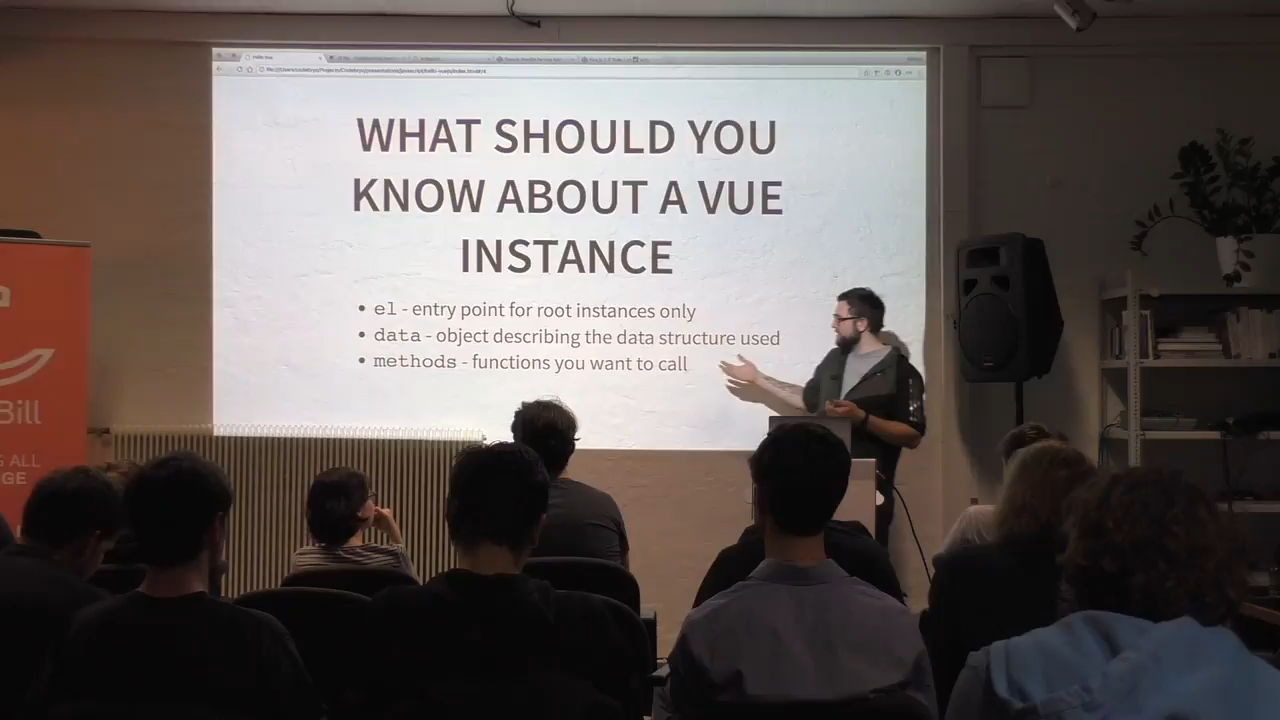 WHAT SHOULD YOU
KNOW ABOUT A VUE
INSTANCE
• el - entry point for root instances only
• data - object describing the data structure used
• methods - functions you want to call
Bill
ALL
GE